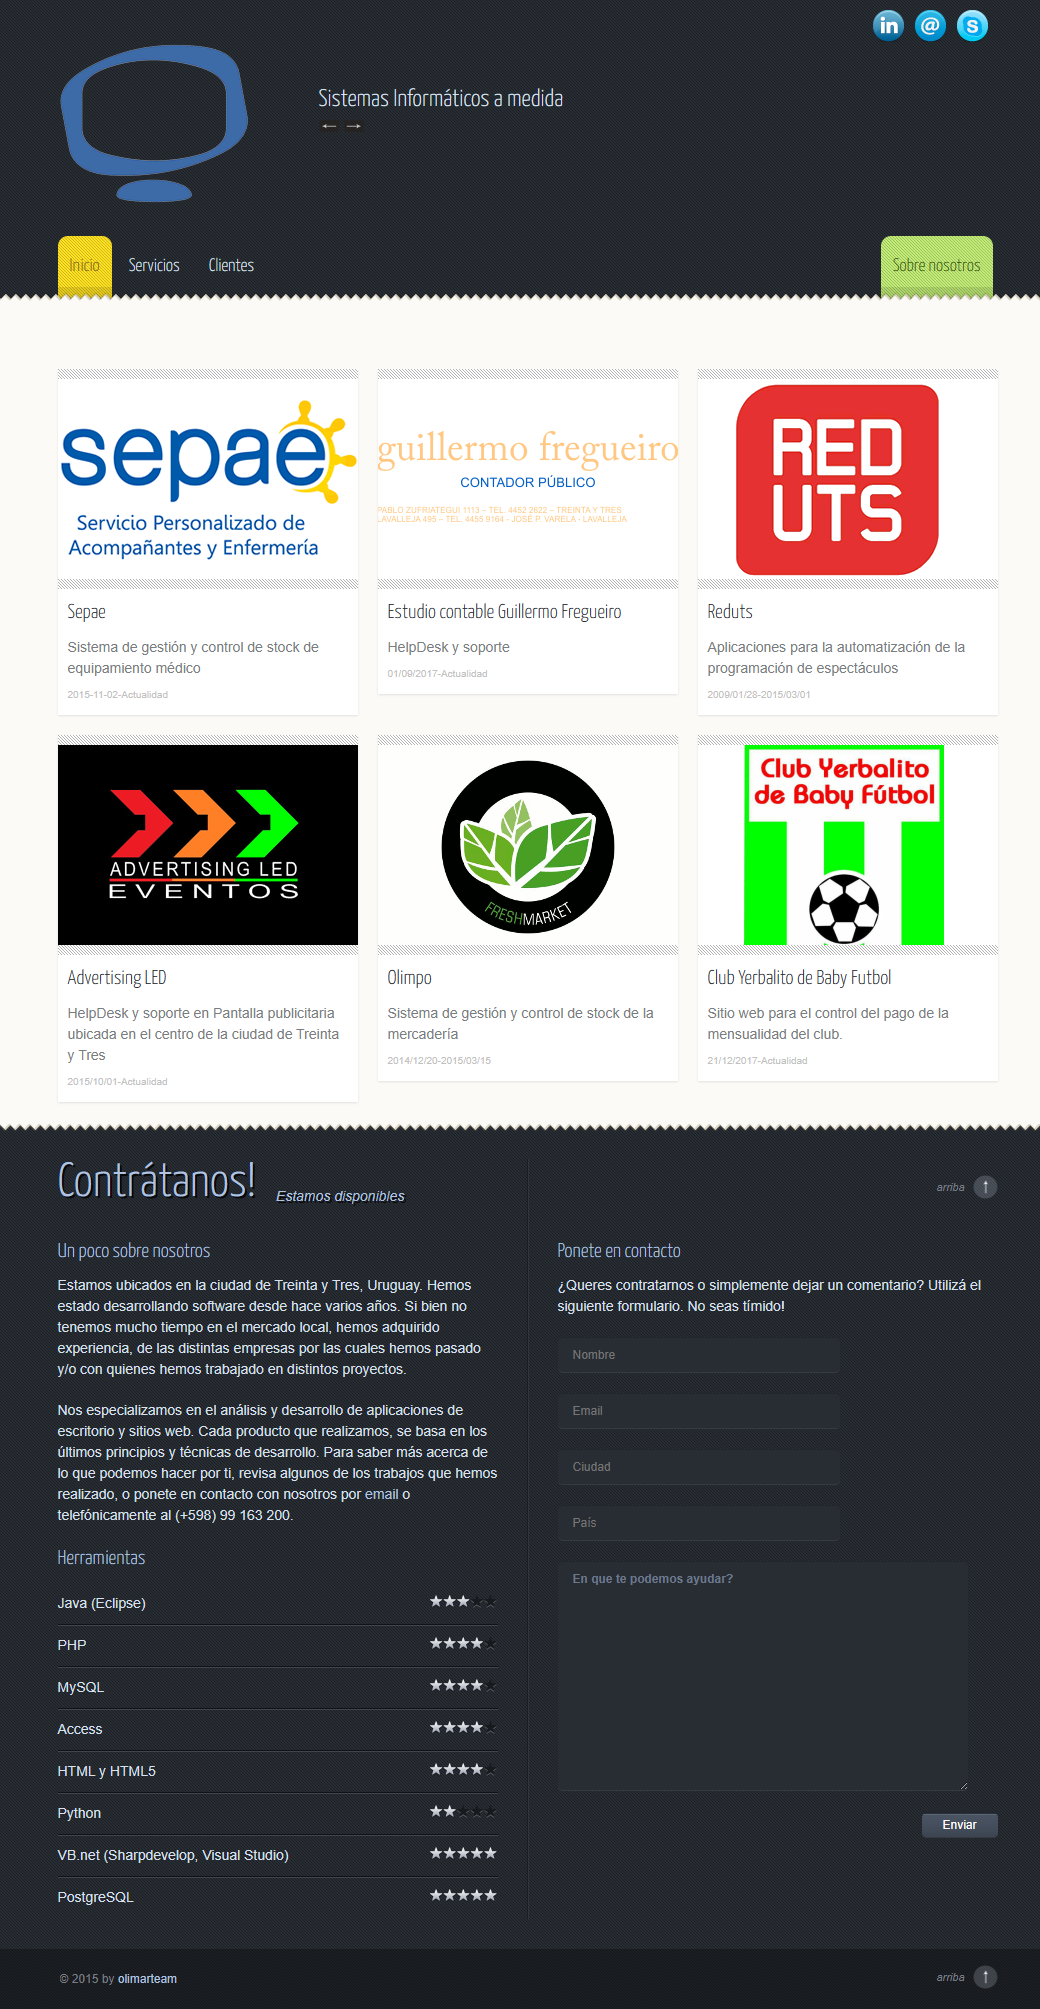 in @ S
Sistemas Informáticos a medida
Inicio Servicios Clientes Sobre nosotros
sepae
Servicio Personalizado de
Acompañantes y Enfermería
guillermo fregueiro
CONTADOR PÚBLICO
PABLO ZUFRIATEGUI 1113 – TEL. 4452 2622 – TREINTA Y TRES
LAVALLEJA 495 – TEL. 4455 9164 - JOSÉ P. VARELA - LAVALLEJA
RED
UTS
Sepae
Sistema de gestión y control de stock de
equipamiento médico
2015-11-02-Actualidad
Estudio contable Guillermo Fregueiro
HelpDesk y soporte
01/09/2017-Actualidad
Reduts
Aplicaciones para la automatización de la
programación de espectáculos
2009/01/28-2015/03/01
ADVERTISING LED
EVENTOS
FRESHMARKET
Club Yerbalito
de Baby Fútbol
Advertising LED
HelpDesk y soporte en Pantalla publicitaria
ubicada en el centro de la ciudad de Treinta
y Tres
2015/10/01-Actualidad
Olimpo
Sistema de gestión y control de stock de la
mercadería
2014/12/20-2015/03/15
Club Yerbalito de Baby Futbol
Sitio web para el control del pago de la
mensualidad del club.
21/12/2017-Actualidad
Contrátanos! Estamos disponibles
arriba
Un poco sobre nosotros
Estamos ubicados en la ciudad de Treinta y Tres, Uruguay. Hemos
estado desarrollando software desde hace varios años. Si bien no
tenemos mucho tiempo en el mercado local, hemos adquirido
experiencia, de las distintas empresas por las cuales hemos pasado
y/o con quienes hemos trabajado en distintos proyectos.
Nos especializamos en el análisis y desarrollo de aplicaciones de
escritorio y sitios web. Cada producto que realizamos, se basa en los
últimos principios y técnicas de desarrollo. Para saber más acerca de
lo que podemos hacer por ti, revisa algunos de los trabajos que hemos
realizado, o ponete en contacto con nosotros por email o
telefónicamente al (+598) 99 163 200.
Herramientas
Java (Eclipse)
PHP
MySQL
Access
HTML y HTML5
Python
VB.net (Sharpdevelop, Visual Studio)
PostgreSQL
Ponete en contacto
¿Queres contratarnos o simplemente dejar un comentario? Utilizá el
siguiente formulario. No seas tímido!
Nombre
Email
Ciudad
País
En que te podemos ayudar?
Enviar
© 2015 by olimarteam
arriba